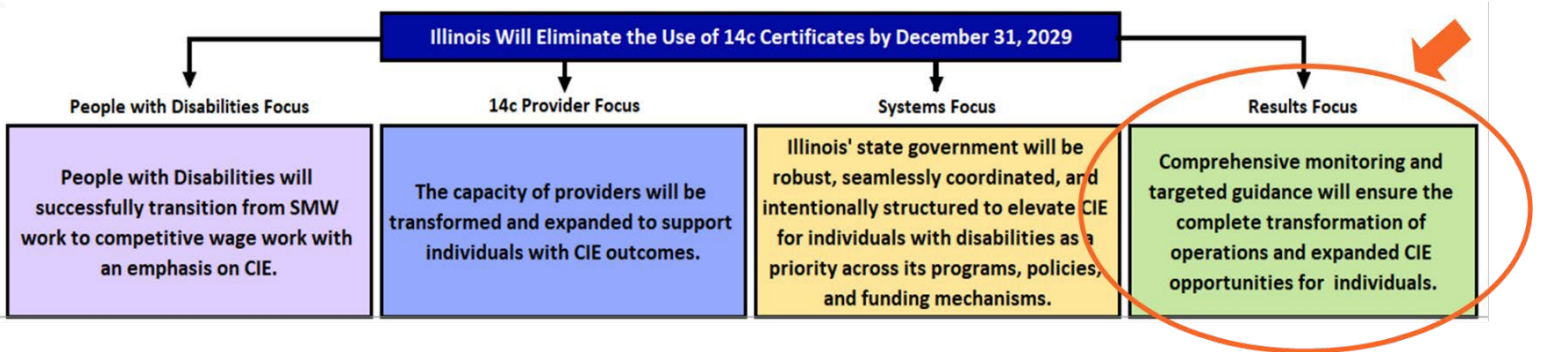 Illinois Will Eliminate the Use of 14c Certificates by December 31, 2029
People with Disabilities Focus
People with Disabilities will
successfully transition from SMW
work to competitive wage work with
an emphasis on CIE.
14c Provider Focus
The capacity of providers will be
transformed and expanded to support
individuals with CIE outcomes.
Systems Focus
Illinois' state government will be
robust, seamlessly coordinated, and
intentionally structured to elevate CIE
for individuals with disabilities as a
priority across its programs, policies,
and funding mechanisms.
Results Focus
Comprehensive monitoring and
targeted guidance will ensure the
complete transformation of
operations and expanded CIE
opportunities for individuals.